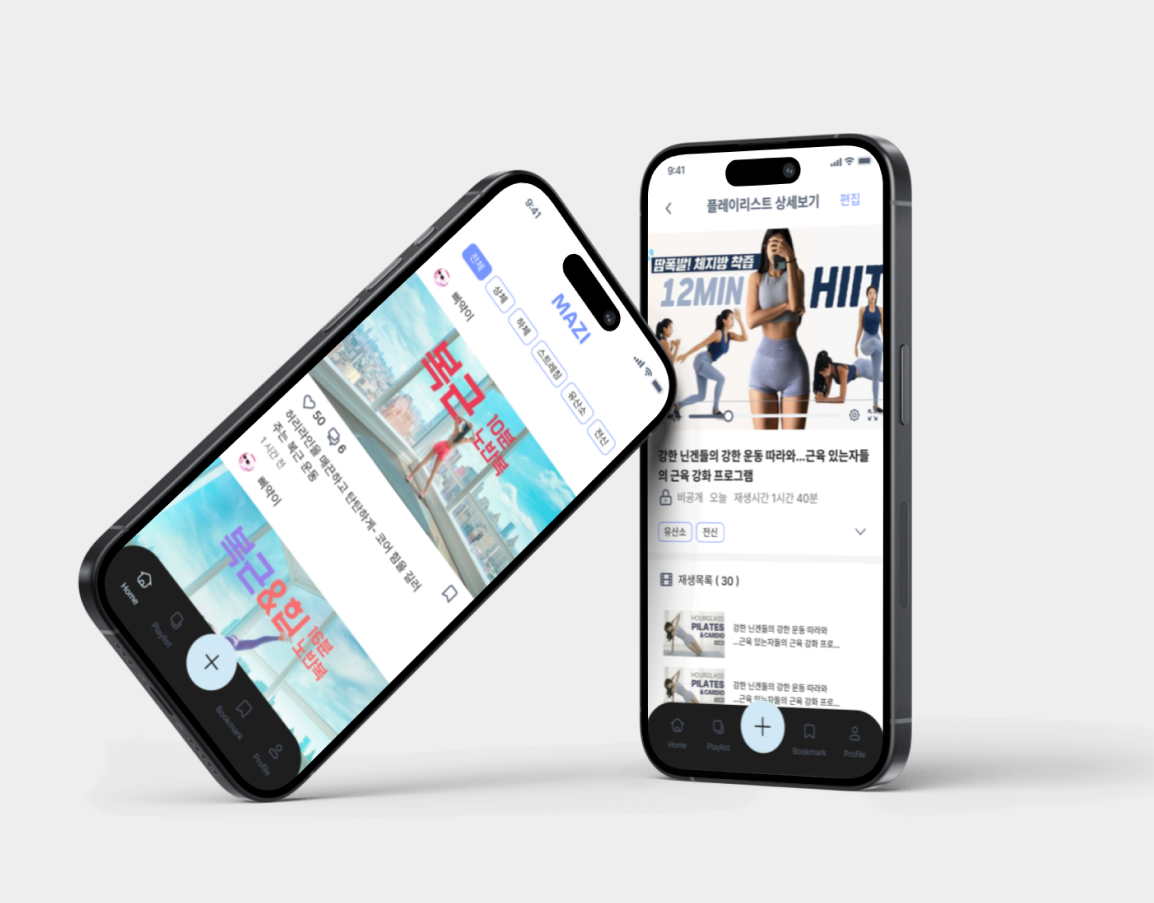 9:41
MAZI
전체
상체
하체
스트레칭
유산소
전신
삐약이
복근
10분
노반복
50 6
허리라인을 매끈하고 탄탄하게~ 코어 힘을 길러
주는 복근 운동
1시간 전
삐약이
복근&힙
16분
노반복
Home
Playlist
Bookmark
Profile
9:41
플레이리스트 상세보기 편집
땀폭발! 체지방 착즙
12MIN HIIT
강한 닌겐들의 강한 운동 따라와...근육 있는자들
의 근육 강화 프로그램
비공개 오늘 재생시간 1시간 40분
유산소 전신
재생목록 ( 30 )
HOURGLASS
PILATES
& CARDIO
강한 닌겐들의 강한 운동 따라와
...근육 있는자들의 근육 강화 프로...
HOURGLASS
PILATES
& CARDIO
강한 닌겐들의 강한 운동 따라와
...근육 있는자들의 근육 강화 프로...
Home
Playlist
Bookmark
Profile